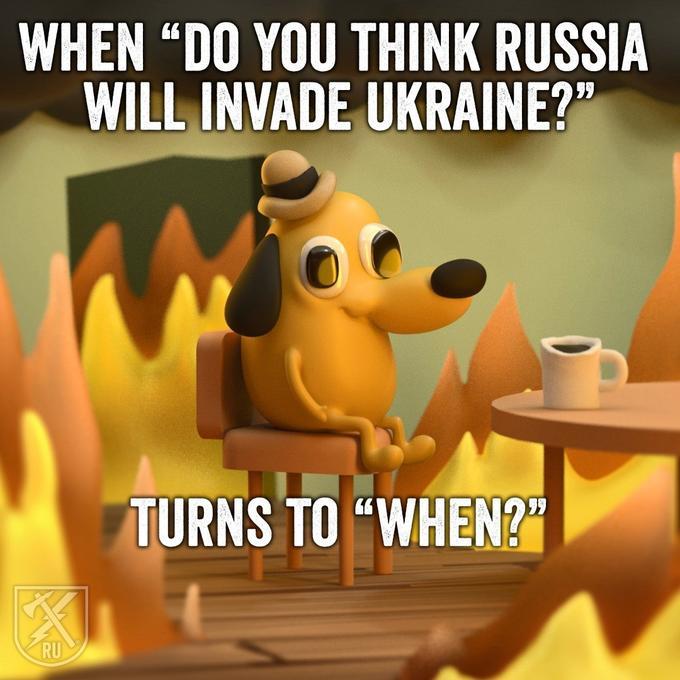 WHEN “DO YOU THINK RUSSIA
WILL INVADE UKRAINE?”
TURNS TO “WHEN?”
RU